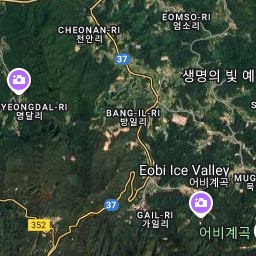 EOMSO-RI
엄소리
CHEONAN-RI
천안리
37
생명의 빛 예
YEONGDAL-RI
명달리
BANG-IL-RI
방일리
Eobi Ice Valley
어비계곡
MUG
37
GAIL-RI
가일리
352
어비계곡